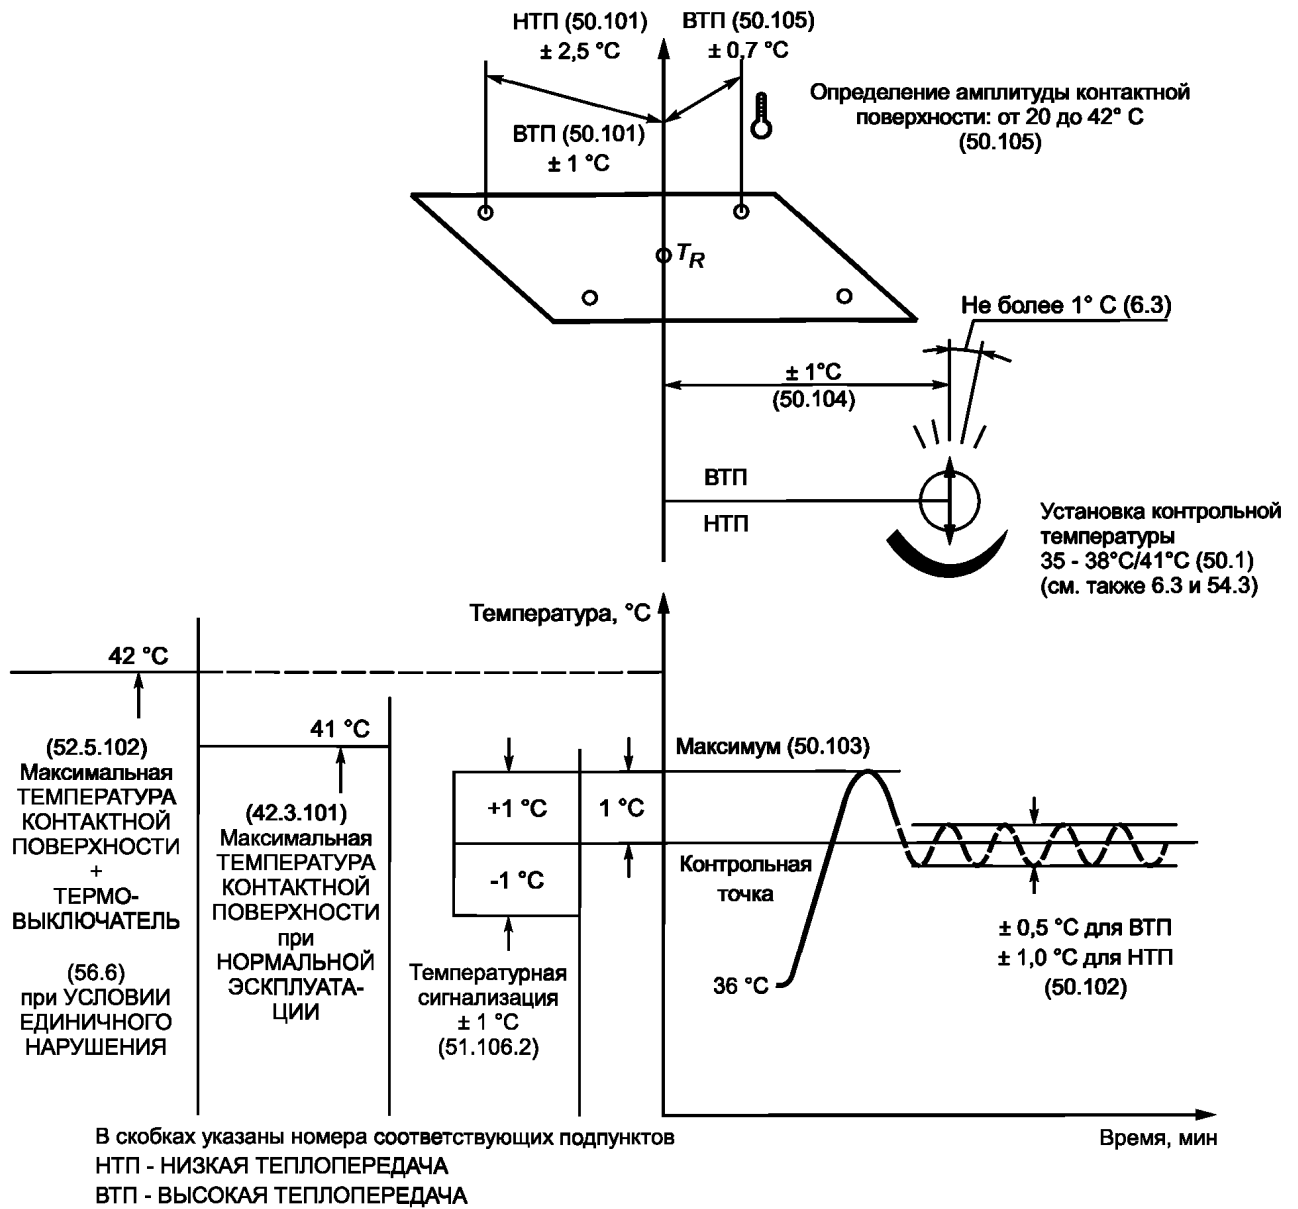 НТП (50.101)
± 2,5 °С
ВТП (50.105)
± 0,7 °С
Определение амплитуды контактной
поверхности: от 20 до 42° С
(50.105)
ВТП (50.101)
± 1 °С
TR
Не более 1° С (6.3)
± 1°С
(50.104)
ВТП
НТП
Установка контрольной
температуры
35 - 38°С/41°С (50.1)
(см. также 6.3 и 54.3)
Температура, °С
42 °С
(52.5.102)
Максимальная
ТЕМПЕРАТУРА
КОНТАКТНОЙ
ПОВЕРХНОСТИ
+
ТЕРМО-
ВЫКЛЮЧАТЕЛЬ
(56.6)
при УСЛОВИИ
ЕДИНИЧНОГО
НАРУШЕНИЯ
41 °С
(42.3.101)
Максимальная
ТЕМПЕРАТУРА
КОНТАКТНОЙ
ПОВЕРХНОСТИ
при
НОРМАЛЬНОЙ
ЭСКПЛУАТА-
ЦИИ
+1 °С
-1 °С
1 °С
Температурная
сигнализация
± 1 °С
(51.106.2)
Максимум (50.103)
Контрольная
точка
36 °С
± 0,5 °С для ВТП
± 1,0 °С для НТП
(50.102)
Время, мин
В скобках указаны номера соответствующих подпунктов
НТП - НИЗКАЯ ТЕПЛОПЕРЕДАЧА
ВТП - ВЫСОКАЯ ТЕПЛОПЕРЕДАЧА